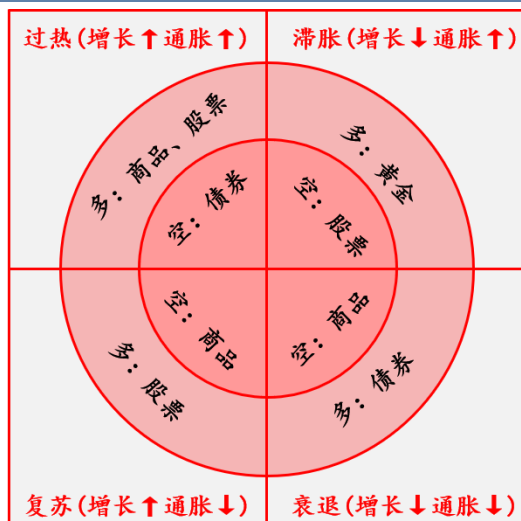 过热(增长↑通胀↑)
滞胀(增长↓通胀↑)
多：商品、股票
多：黄金
空：债券
空：股票
空：商品
空：商品
多：股票
多：债券
复苏(增长↑通胀↓)
衰退(增长↓通胀↓)